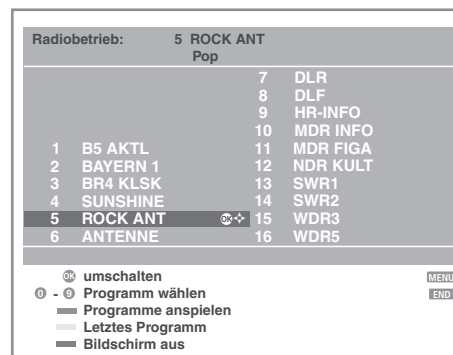 Radiobetrieb: 5 ROCK ANT
Pop
7 DLR
8 DLF
9 HR-INFO
10 MDR INFO
1 B5 AKTL 11 MDR FIGA
2 BAYERN 1 12 NDR KULT
3 BR4 KLSK 13 SWR1
4 SUNSHINE 14 SWR2
5 ROCK ANT OK 15 WDR3
6 ANTENNE 16 WDR5
OK umschalten MENU
0 - 9 Programm wählen END
Programme anspielen
Letztes Programm
Bildschirm aus